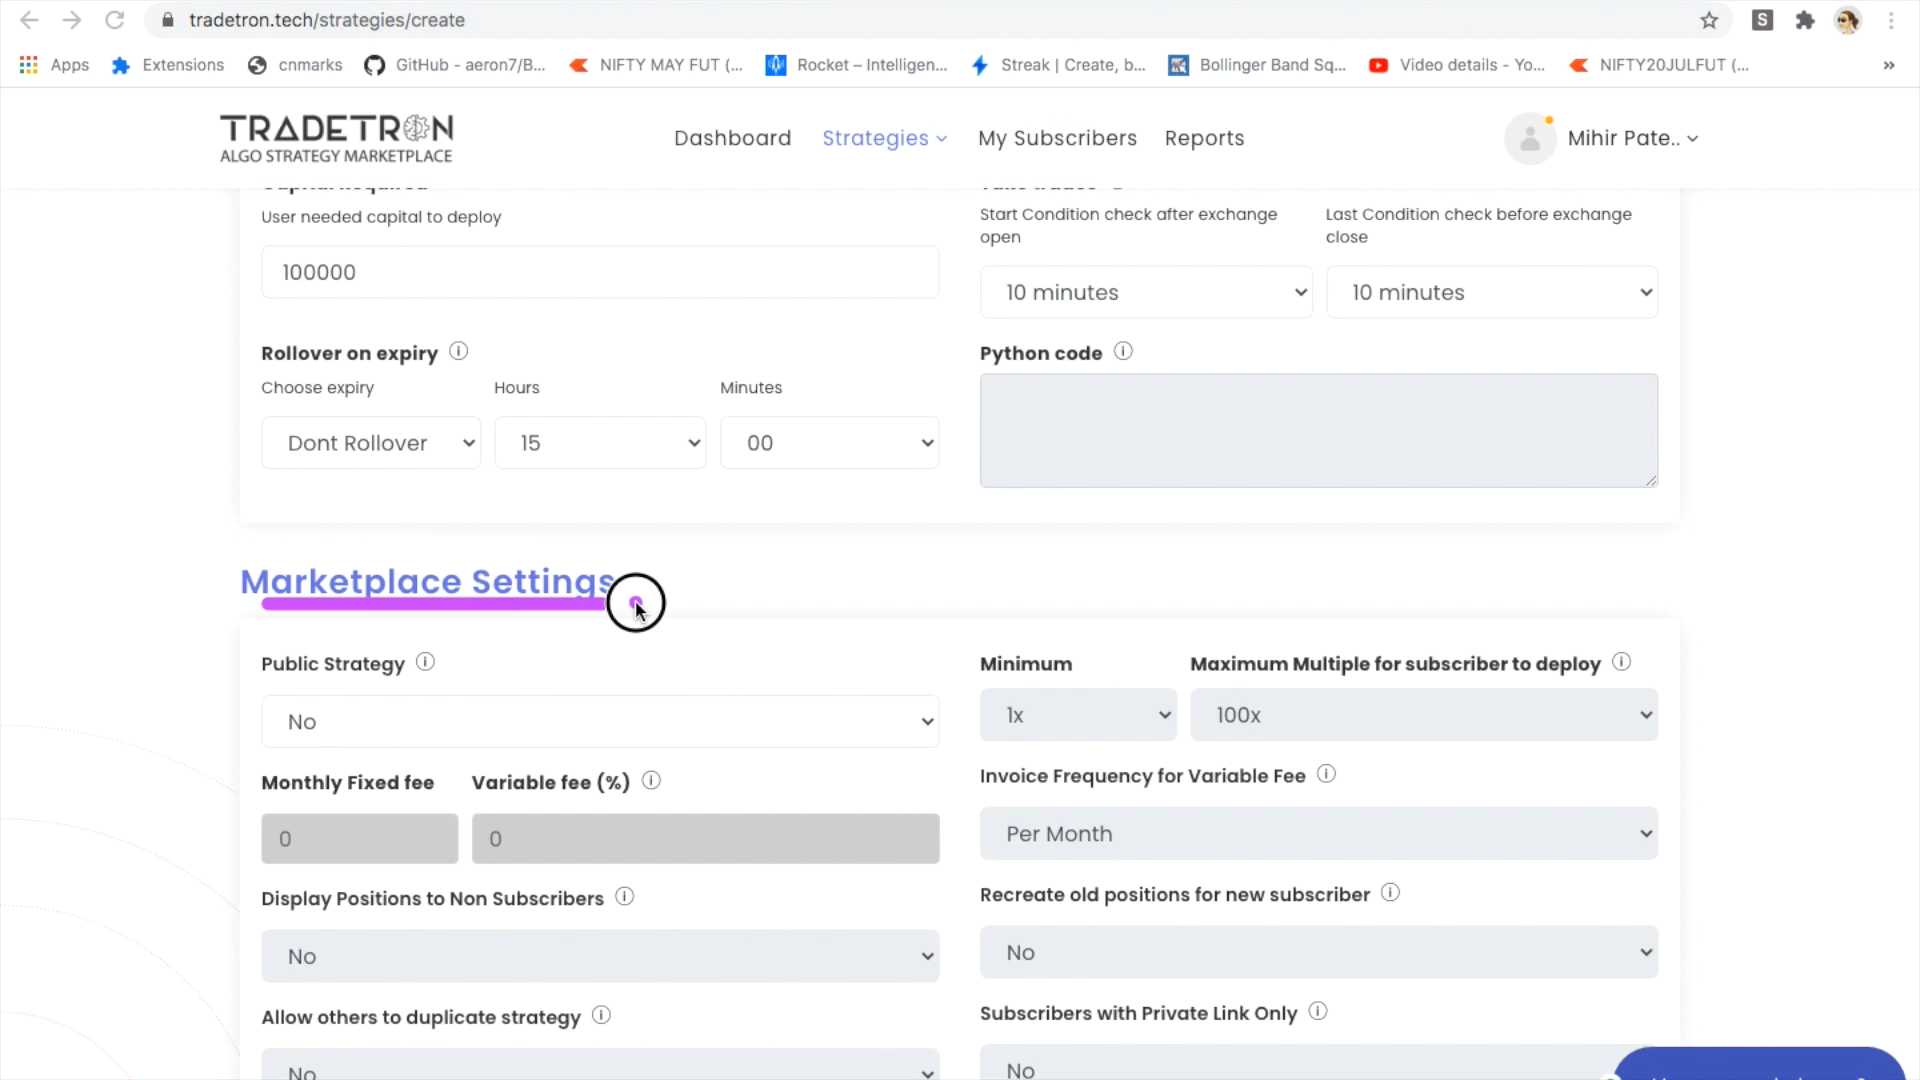 tradetron.tech/strategies/create
S
Apps
Extensions
cnmarks
GitHub - aeron7/B...
NIFTY MAY FUT (...
Rocket – Intelligen...
Streak | Create, b...
Bollinger Band Sq...
Video details - Yo...
NIFTY20JULFUT (...
»
TRADETRON
ALGO STRATEGY MARKETPLACE
Dashboard
Strategies
My Subscribers
Reports
Mihir Pate..
User needed capital to deploy
100000
Start Condition check after exchange
open
Last Condition check before exchange
close
10 minutes
10 minutes
Rollover on expiry
Choose expiry
Hours
Minutes
Dont Rollover
15
00
Python code
Marketplace Settings
Public Strategy
No
Minimum
Maximum Multiple for subscriber to deploy
1x
100x
Monthly Fixed fee
Variable fee (%)
0
0
Invoice Frequency for Variable Fee
Per Month
Display Positions to Non Subscribers
No
Recreate old positions for new subscriber
No
Allow others to duplicate strategy
No
Subscribers with Private Link Only
No